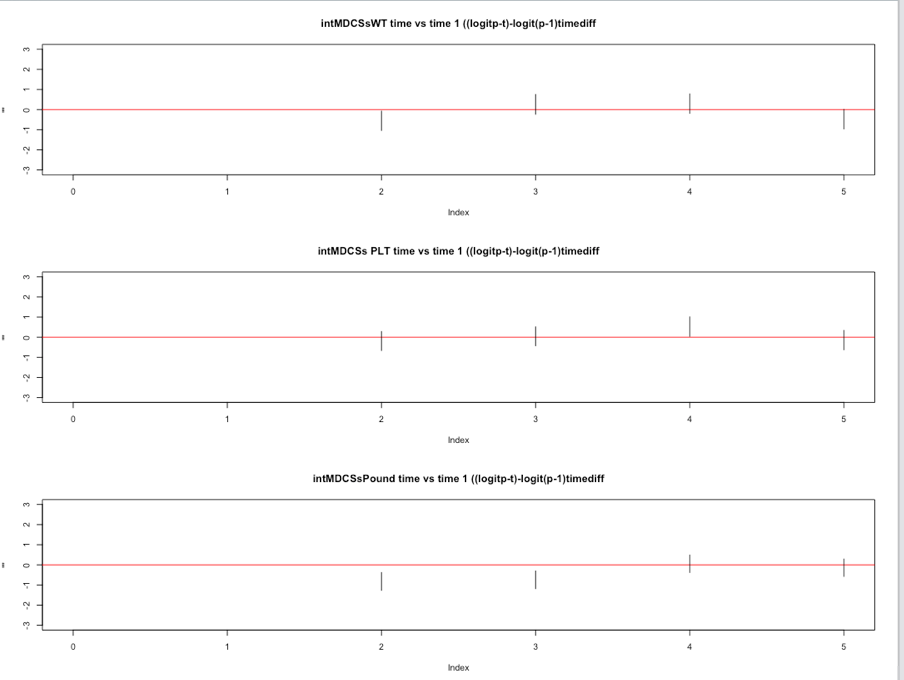 intMDCSsWT time vs time 1 ((logitp-t)-logit(p-1)timediff
3
2
1
0
-1
-2
-3
0 1 2 3 4 5
Index
intMDCSs PLT time vs time 1 ((logitp-t)-logit(p-1)timediff
3
2
1
0
-1
-2
-3
0 1 2 3 4 5
Index
intMDCSsPound time vs time 1 ((logitp-t)-logit(p-1)timediff
3
2
1
0
-1
-2
-3
0 1 2 3 4 5
Index